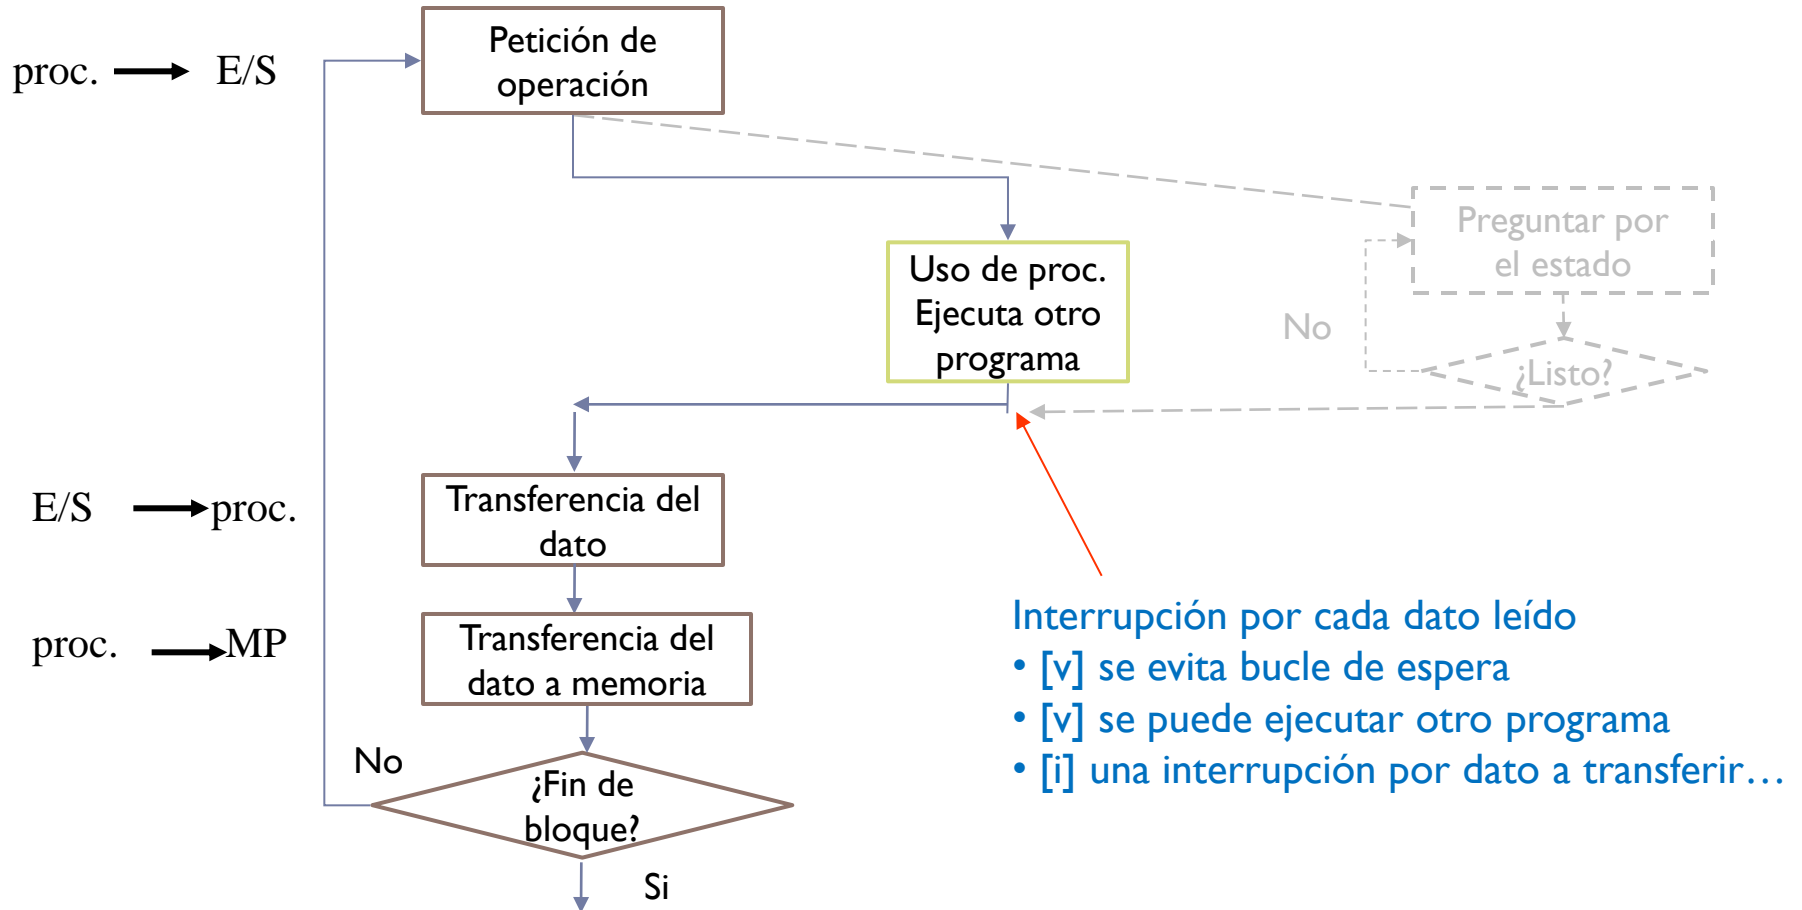 Petición de
operación
proc. E/S
Preguntar por
el estado
Uso de proc.
Ejecuta otro
programa
No
¿Listo?
E/S proc.
Transferencia del
dato
proc. MP
Transferencia del
dato a memoria
Interrupción por cada dato leído
• [v] se evita bucle de espera
• [v] se puede ejecutar otro programa
• [i] una interrupción por dato a transferir…
No
¿Fin de
bloque?
Si